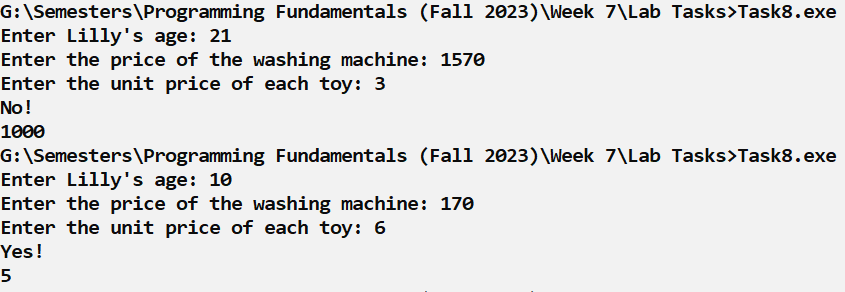 G:\Semesters\Programming Fundamentals (Fall 2023)\Week 7\Lab Tasks>Task8.exe
Enter Lilly's age: 21
Enter the price of the washing machine: 1570
Enter the unit price of each toy: 3
No!
1000
G:\Semesters\Programming Fundamentals (Fall 2023)\Week 7\Lab Tasks>Task8.exe
Enter Lilly's age: 10
Enter the price of the washing machine: 170
Enter the unit price of each toy: 6
Yes!
5